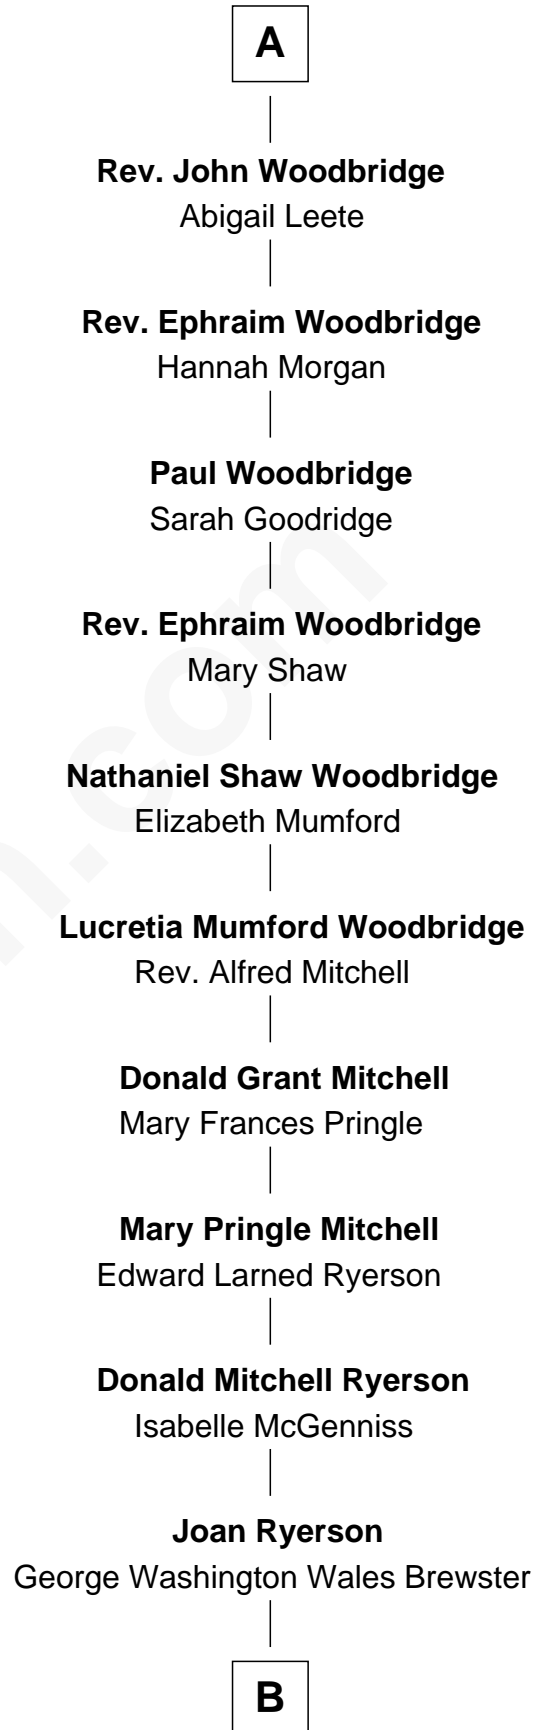 A
Rev. John Woodbridge
Abigail Leete
Rev. Ephraim Woodbridge
Hannah Morgan
Paul Woodbridge
Sarah Goodridge
Rev. Ephraim Woodbridge
Mary Shaw
Nathaniel Shaw Woodbridge
Elizabeth Mumford
Lucretia Mumford Woodbridge
Rev. Alfred Mitchell
Donald Grant Mitchell
Mary Frances Pringle
Mary Pringle Mitchell
Edward Larned Ryerson
Donald Mitchell Ryerson
Isabelle McGenniss
Joan Ryerson
George Washington Wales Brewster
B